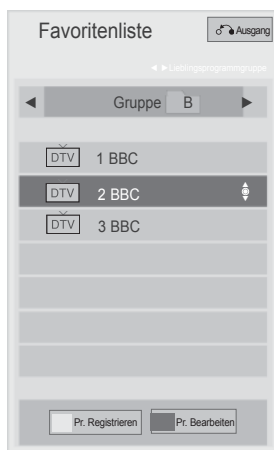 Favoritenliste
Ausgang
◄ ► Lieblingsprogrammgruppe
◄ Gruppe B ►
DTV 1 BBC
DTV 2 BBC
DTV 3 BBC
Pr. Registrieren Pr. Bearbeiten